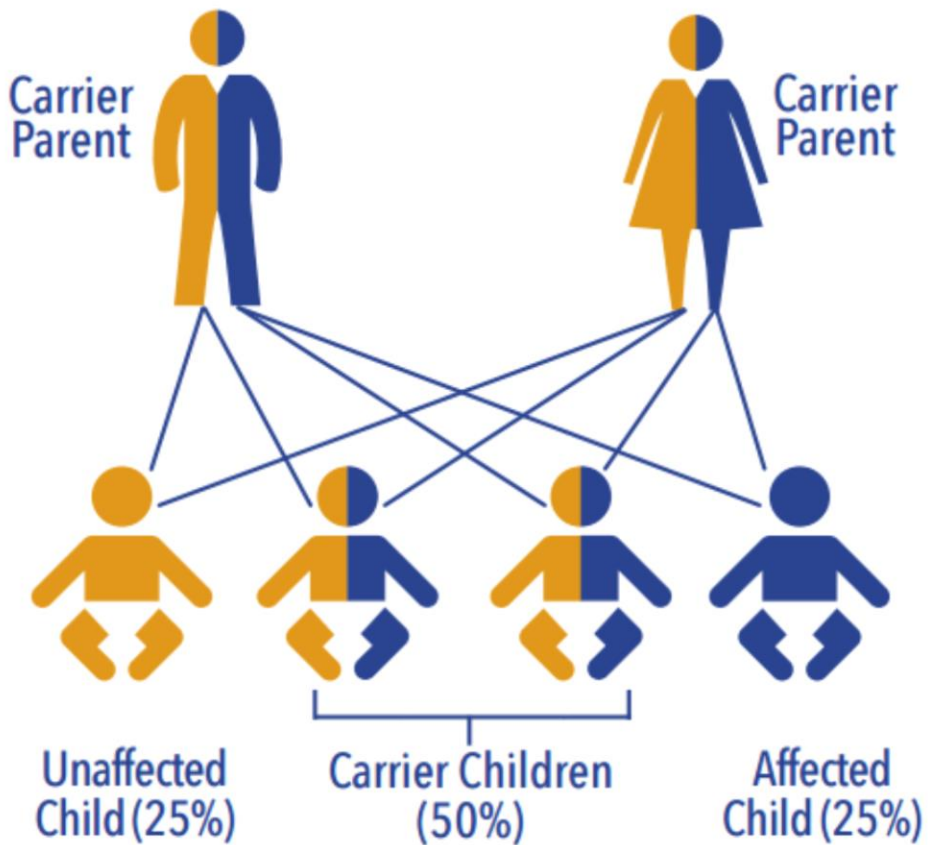 Carrier
Parent
Carrier
Parent
Unaffected
Child (25%)
Carrier Children
(50%)
Affected
Child (25%)